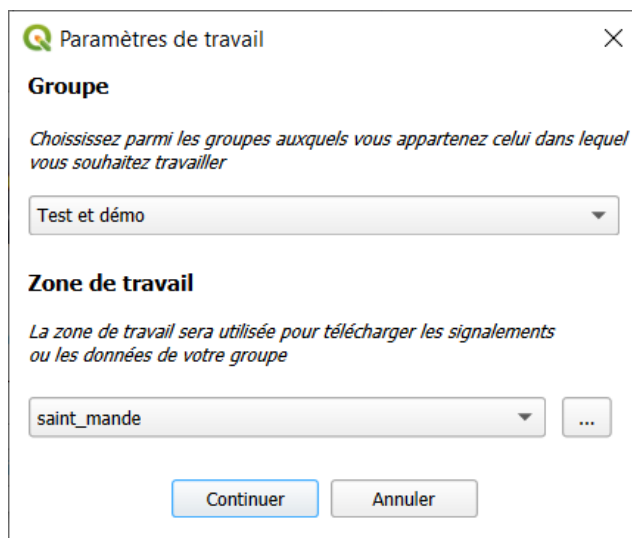 Paramètres de travail
Groupe
Choississez parmi les groupes auxquels vous appartenez celui dans lequel
vous souhaitez travailler
Test et démo
Zone de travail
La zone de travail sera utilisée pour télécharger les signalements
ou les données de votre groupe
saint_mande
...
Continuer
Annuler